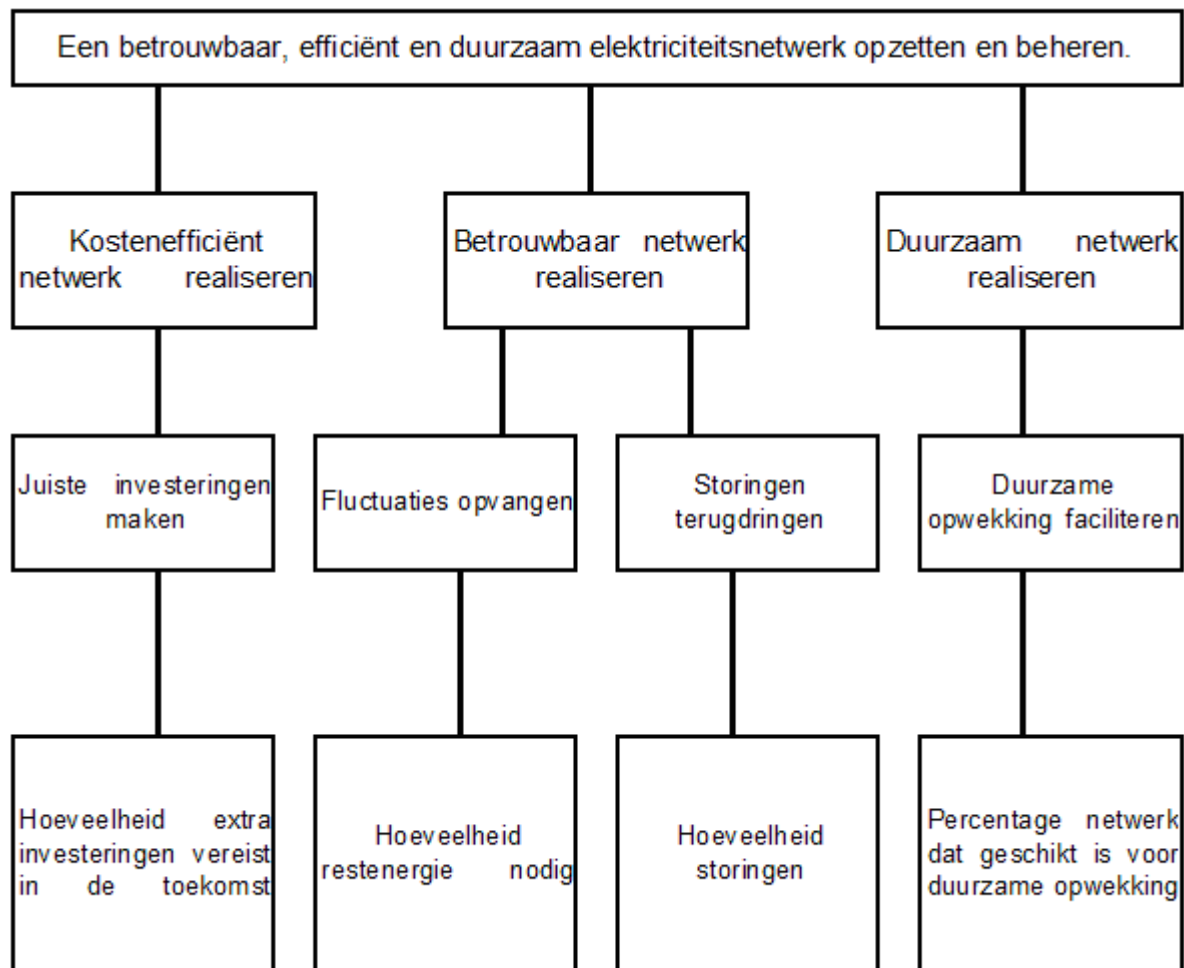 Een betrouwbaar, efficiënt en duurzaam elektriciteitsnetwerk opzetten en beheren.
Kostenefficiënt
netwerk realiseren
Betrouwbaar netwerk
realiseren
Duurzaam netwerk
realiseren
Juiste investeringen
maken
Fluctuaties opvangen
Storingen
terugdringen
Duurzame
opwekking faciliteren
Hoeveelheid extra
investeringen vereist
in de toekomst
Hoeveelheid
restenergie nodig
Hoeveelheid
storingen
Percentage netwerk
dat geschikt is voor
duurzame opwekking